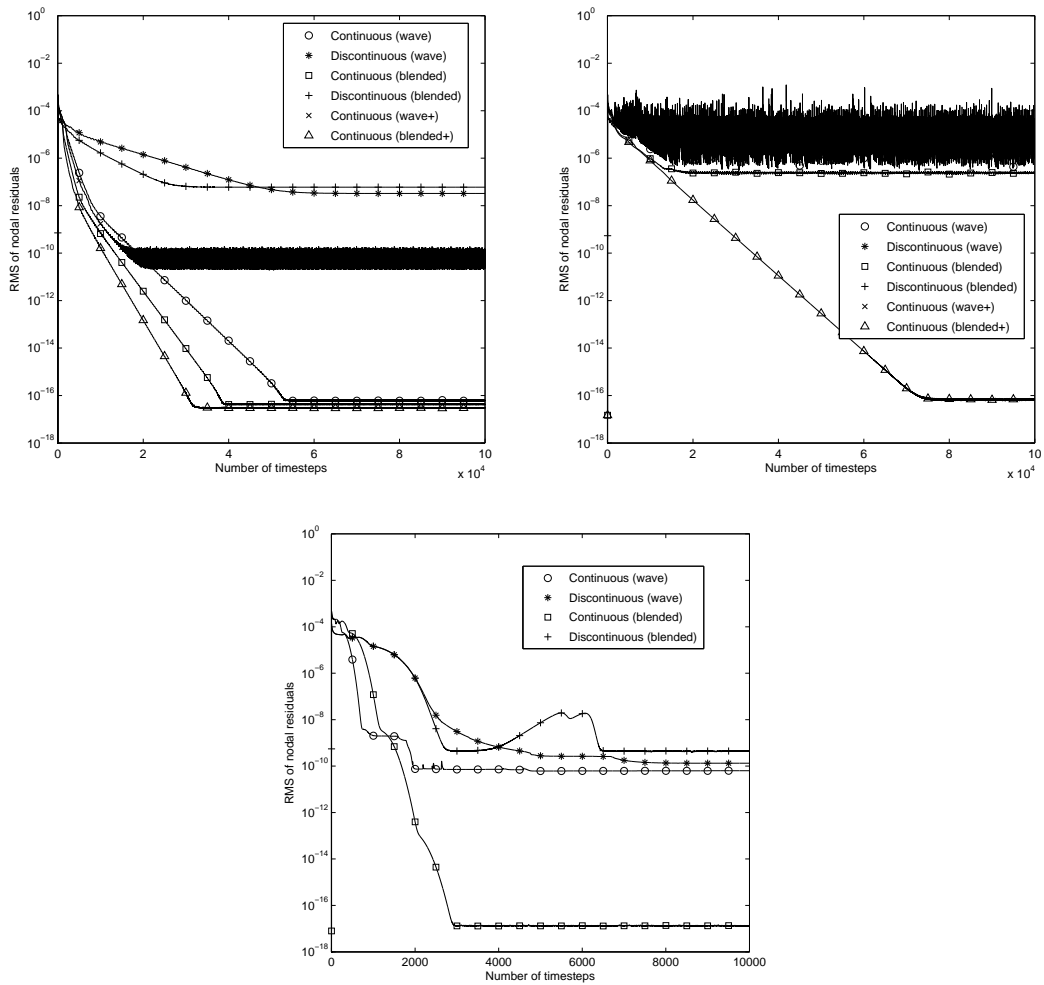 10^0
10^−2
10^−4
10^−6
10^−8
10^−10
10^−12
10^−14
10^−16
10^−18
RMS of nodal residuals
Continuous (wave)
Discontinuous (wave)
Continuous (blended)
Discontinuous (blended)
Continuous (wave+)
Continuous (blended+)
0 2 4 6 8 10
x 10^4
Number of timesteps
10^0
10^−2
10^−4
10^−6
10^−8
10^−10
10^−12
10^−14
10^−16
10^−18
RMS of nodal residuals
Continuous (wave)
Discontinuous (wave)
Continuous (blended)
Discontinuous (blended)
Continuous (wave+)
Continuous (blended+)
0 2 4 6 8 10
x 10^4
Number of timesteps
10^0
10^−2
10^−4
10^−6
10^−8
10^−10
10^−12
10^−14
10^−16
10^−18
RMS of nodal residuals
Continuous (wave)
Discontinuous (wave)
Continuous (blended)
Discontinuous (blended)
0 2000 4000 6000 8000 10000
Number of timesteps